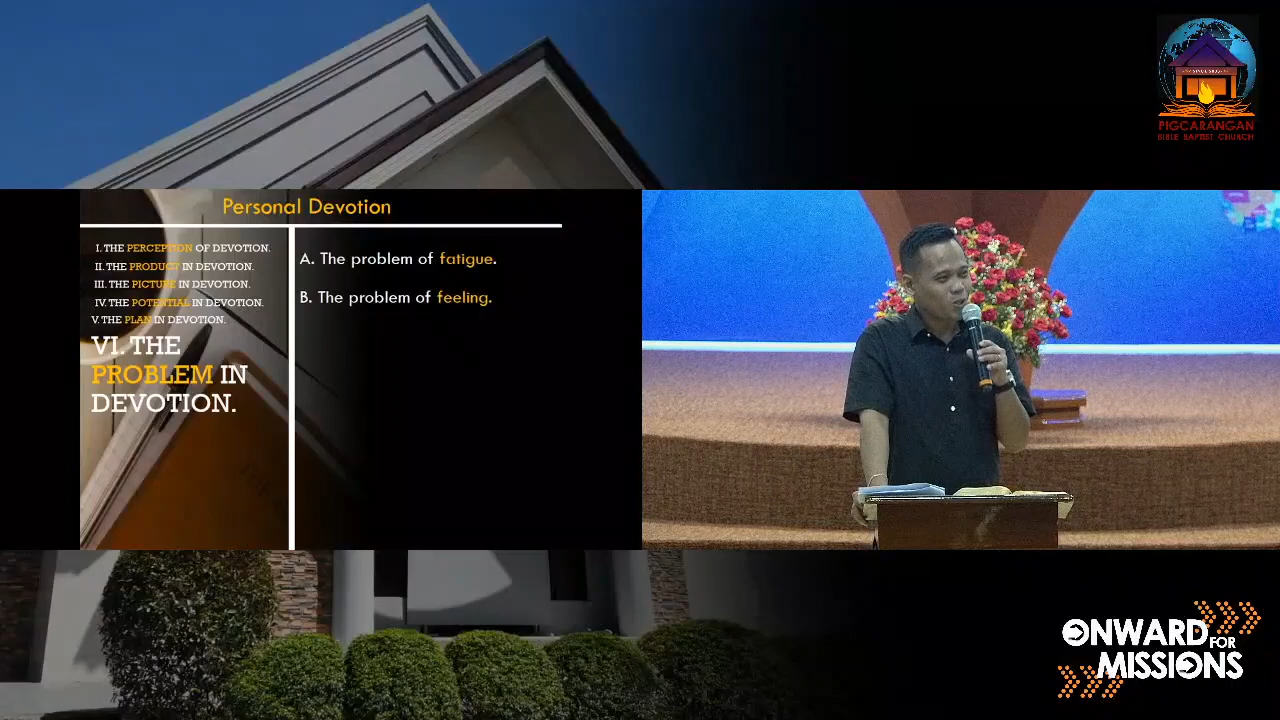 PIGCARANGAN
BIBLE BAPTIST CHURCH
Personal Devotion
I. THE PERCEPTION OF DEVOTION.
II. THE PRODUCT IN DEVOTION.
III. THE PICTURE IN DEVOTION.
IV. THE POTENTIAL IN DEVOTION.
V. THE PLAN IN DEVOTION.
VI. THE
PROBLEM IN
DEVOTION.
A. The problem of fatigue.
B. The problem of feeling.
ONWARD FOR
MISSIONS